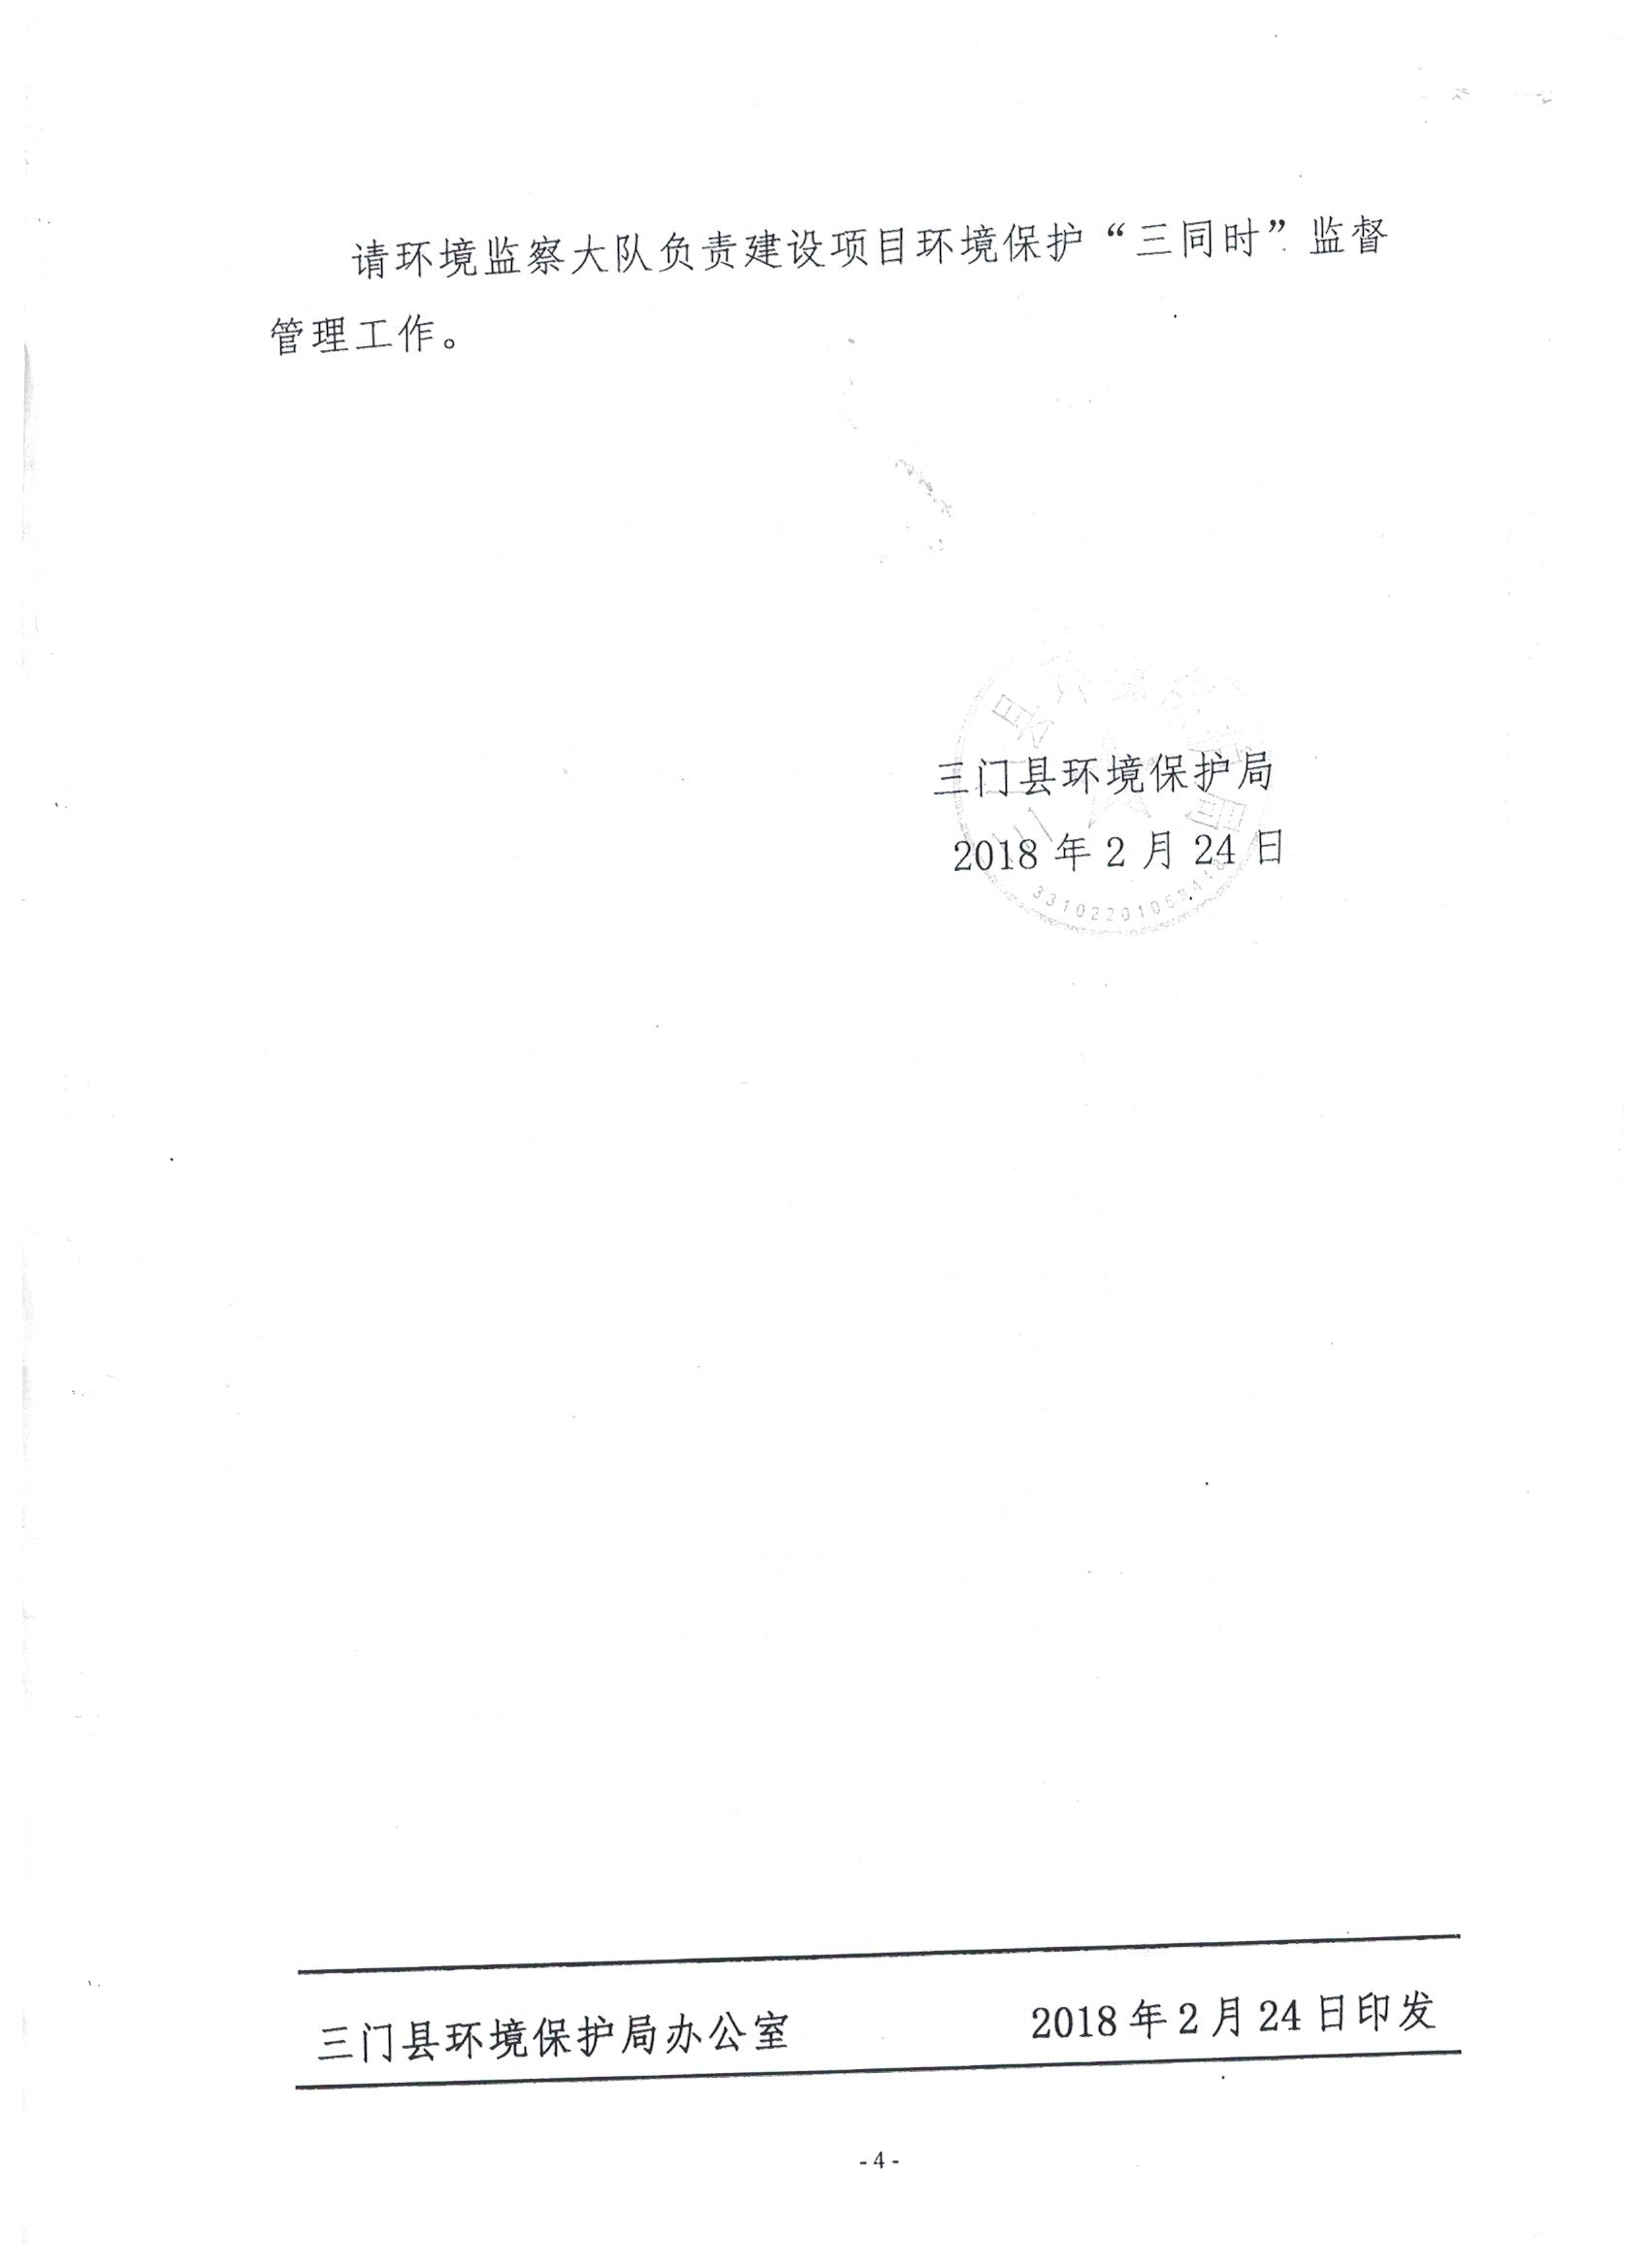 请环境监察大队负责建设项目环境保护“三同时”监督
管理工作。
三门县环境保护局
2018年2月24日
三门县环境保护局办公室 2018年2月24日印发
-4-